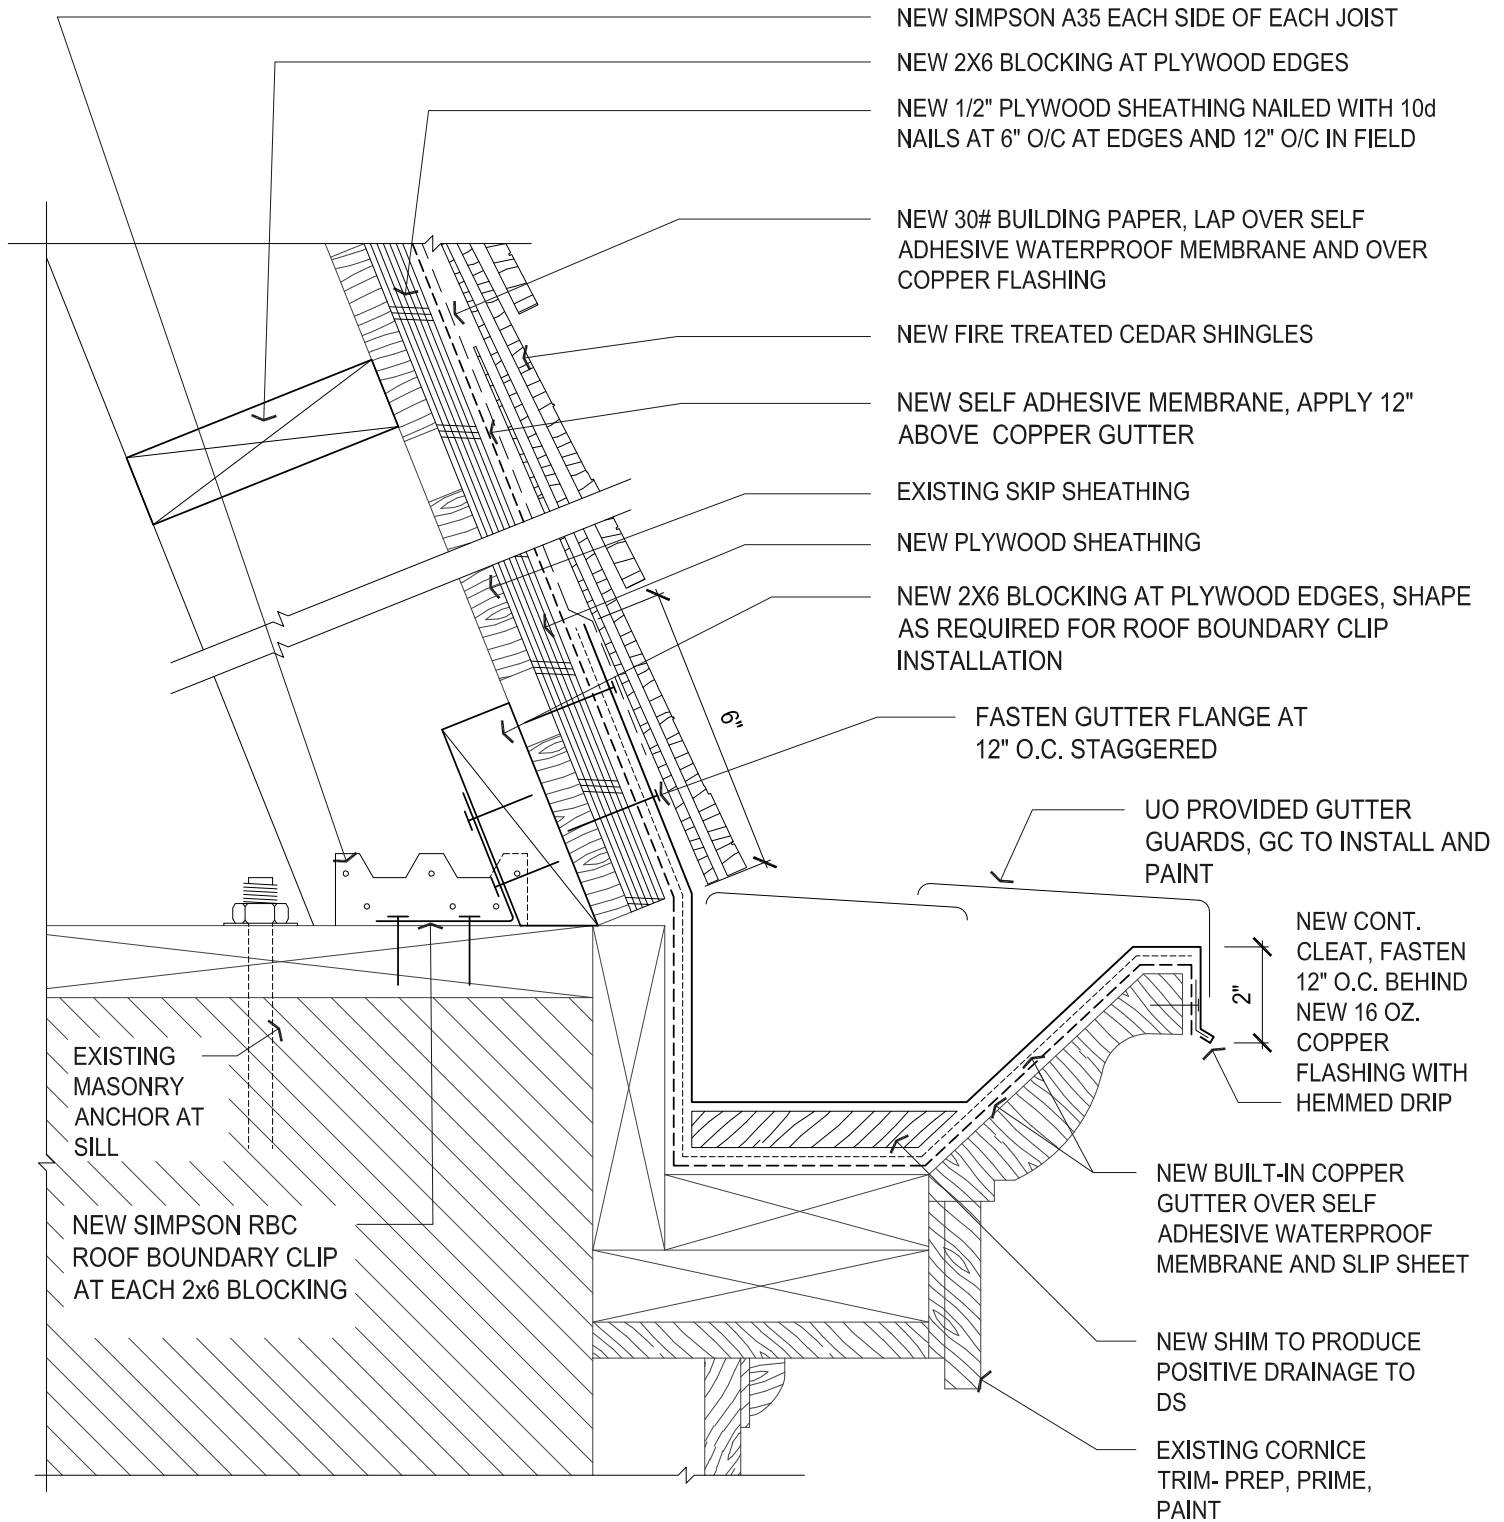 NEW SIMPSON A35 EACH SIDE OF EACH JOIST
NEW 2X6 BLOCKING AT PLYWOOD EDGES
NEW 1/2" PLYWOOD SHEATHING NAILED WITH 10d
NAILS AT 6" O/C AT EDGES AND 12" O/C IN FIELD
NEW 30# BUILDING PAPER, LAP OVER SELF
ADHESIVE WATERPROOF MEMBRANE AND OVER
COPPER FLASHING
NEW FIRE TREATED CEDAR SHINGLES
NEW SELF ADHESIVE MEMBRANE, APPLY 12"
ABOVE COPPER GUTTER
EXISTING SKIP SHEATHING
NEW PLYWOOD SHEATHING
NEW 2X6 BLOCKING AT PLYWOOD EDGES, SHAPE
AS REQUIRED FOR ROOF BOUNDARY CLIP
INSTALLATION
6"
FASTEN GUTTER FLANGE AT
12" O.C. STAGGERED
UO PROVIDED GUTTER
GUARDS, GC TO INSTALL AND
PAINT
NEW CONT.
CLEAT, FASTEN
12" O.C. BEHIND
NEW 16 OZ.
COPPER
FLASHING WITH
HEMMED DRIP
2"
EXISTING
MASONRY
ANCHOR AT
SILL
NEW SIMPSON RBC
ROOF BOUNDARY CLIP
AT EACH 2x6 BLOCKING
NEW BUILT-IN COPPER
GUTTER OVER SELF
ADHESIVE WATERPROOF
MEMBRANE AND SLIP SHEET
NEW SHIM TO PRODUCE
POSITIVE DRAINAGE TO
DS
EXISTING CORNICE
TRIM- PREP, PRIME,
PAINT